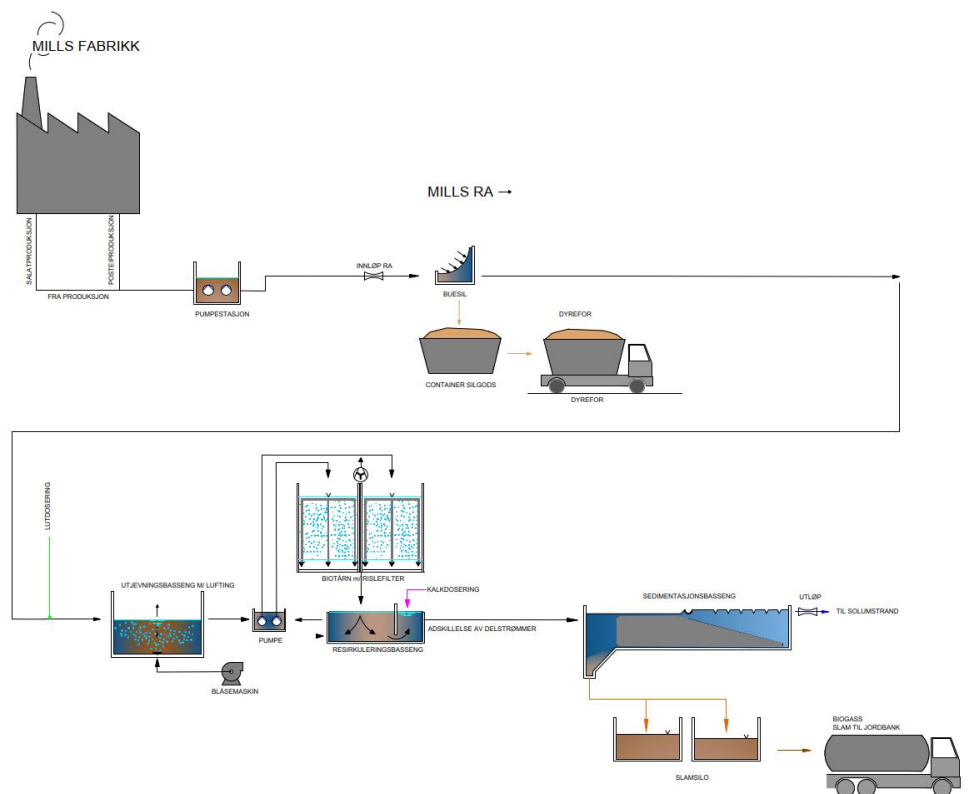 MILLS FABRIKK
MILLS RA
SALATPRODUKSJON
POSTEIPRODUKSJON
FRA PRODUKSJON
PUMPESTASJON
INNLØP RA
BUESIL
CONTAINER SILGODS
DYREFOR
DYREFOR
LUTDOSERING
UTJEVNINGSBASSENG M/ LUFTING
BLÅSEMASKIN
PUMPE
BIOTÅRN m/ RISLEFILTER
KALKDOSERING
ADSKILLELSE AV DELSTRØMMER
RESIRKULERINGSBASSENG
SEDIMENTASJONSBASSENG
UTLØP
TIL SOLUMSTRAND
SLAMSILO
BIOGASS
SLAM TIL JORDBANK